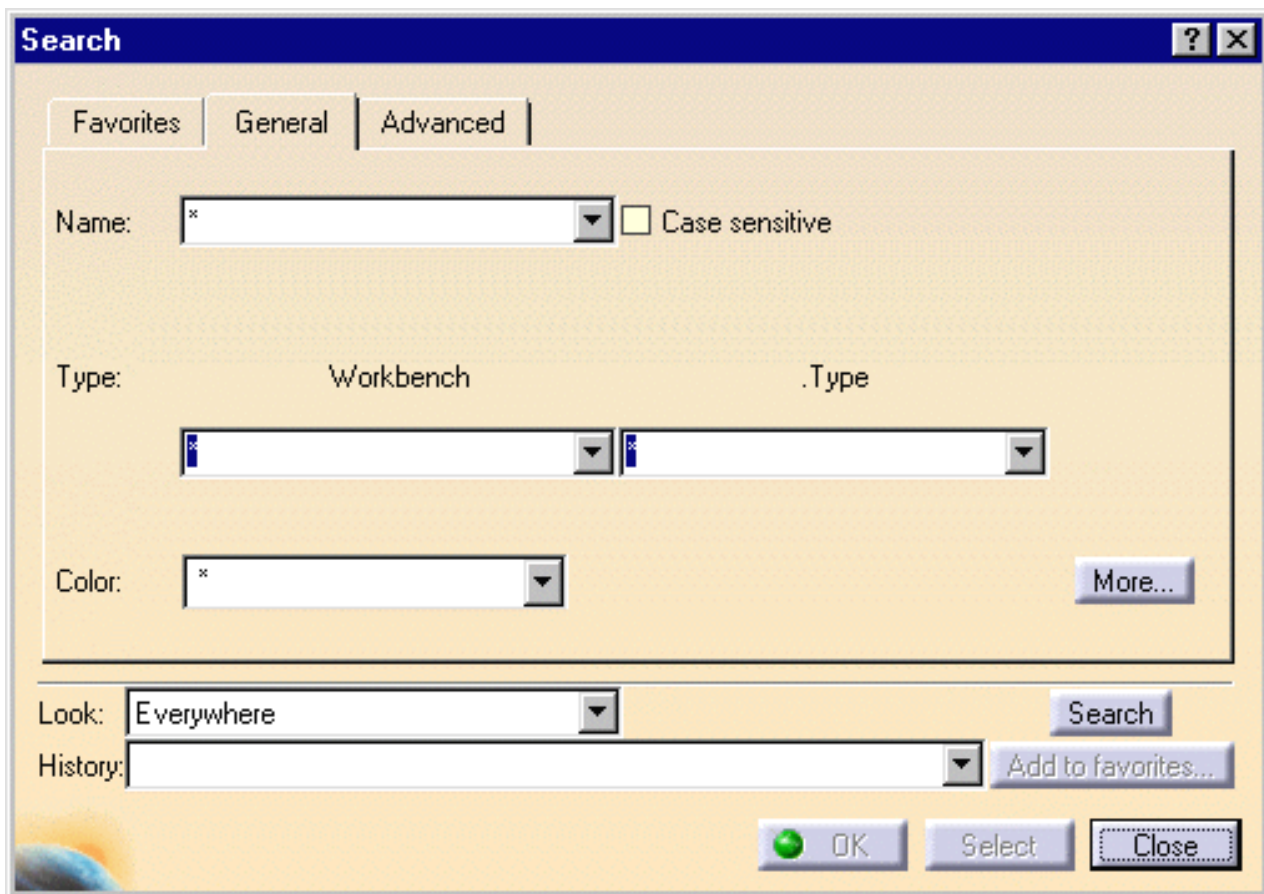 Search
Favorites General Advanced
Name: * Case sensitive
Type: Workbench .Type
* *
Color: * More...
Look: Everywhere Search
History: Add to favorites...
OK Select Close